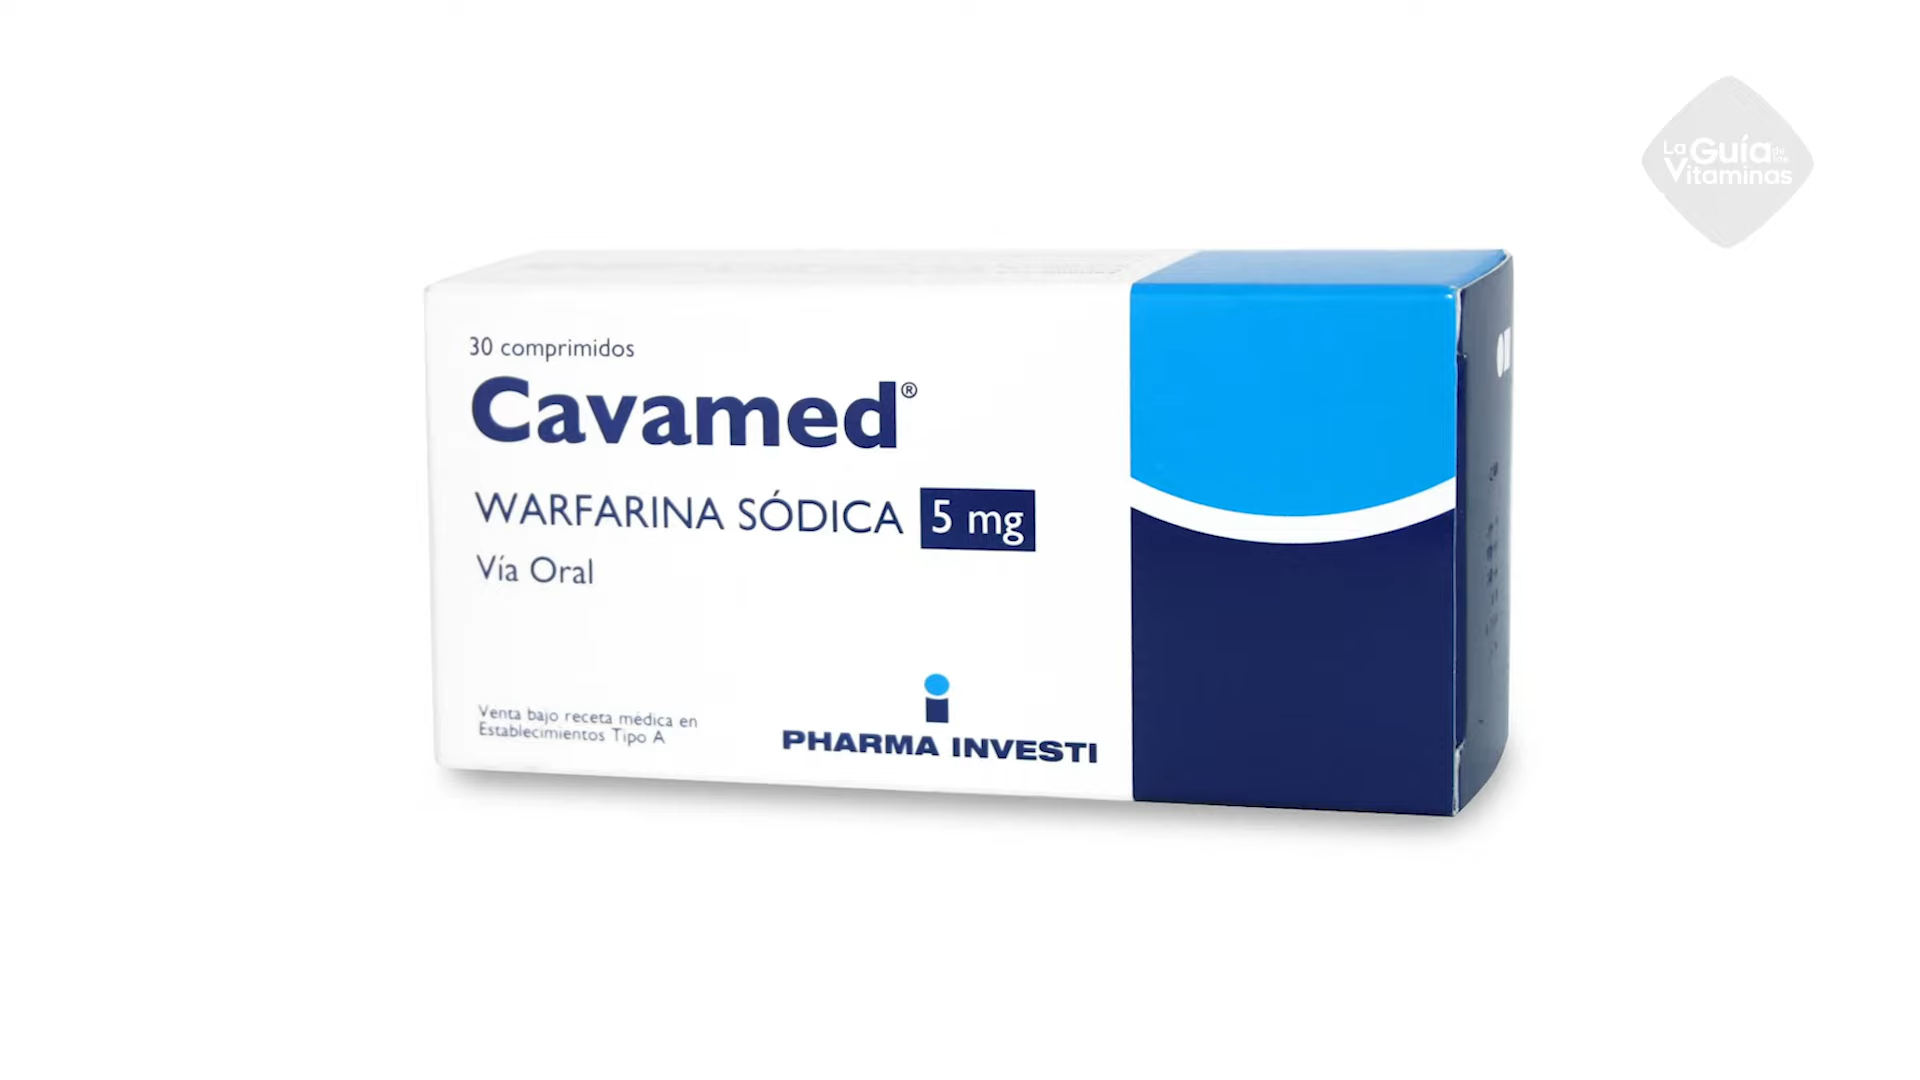 La Guía de las
Vitaminas
30 comprimidos
Cavamed®
WARFARINA SÓDICA 5 mg
Vía Oral
Venta bajo receta médica en
Establecimientos Tipo A
PHARMA INVESTI